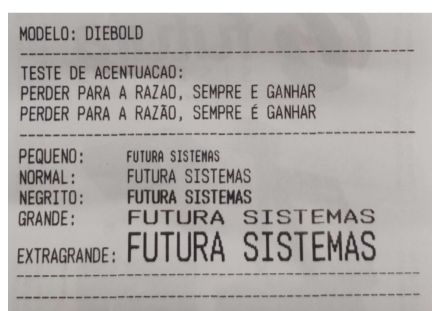 MODELO: DIEBOLD
------------------------------------------------
TESTE DE ACENTUACAO:
PERDER PARA A RAZAO, SEMPRE E GANHAR
PERDER PARA A RAZÃO, SEMPRE É GANHAR
------------------------------------------------
PEQUENO: FUTURA SISTEMAS
NORMAL: FUTURA SISTEMAS
NEGRITO: FUTURA SISTEMAS
GRANDE: FUTURA SISTEMAS
EXTRAGRANDE: FUTURA SISTEMAS
------------------------------------------------
------------------------------------------------